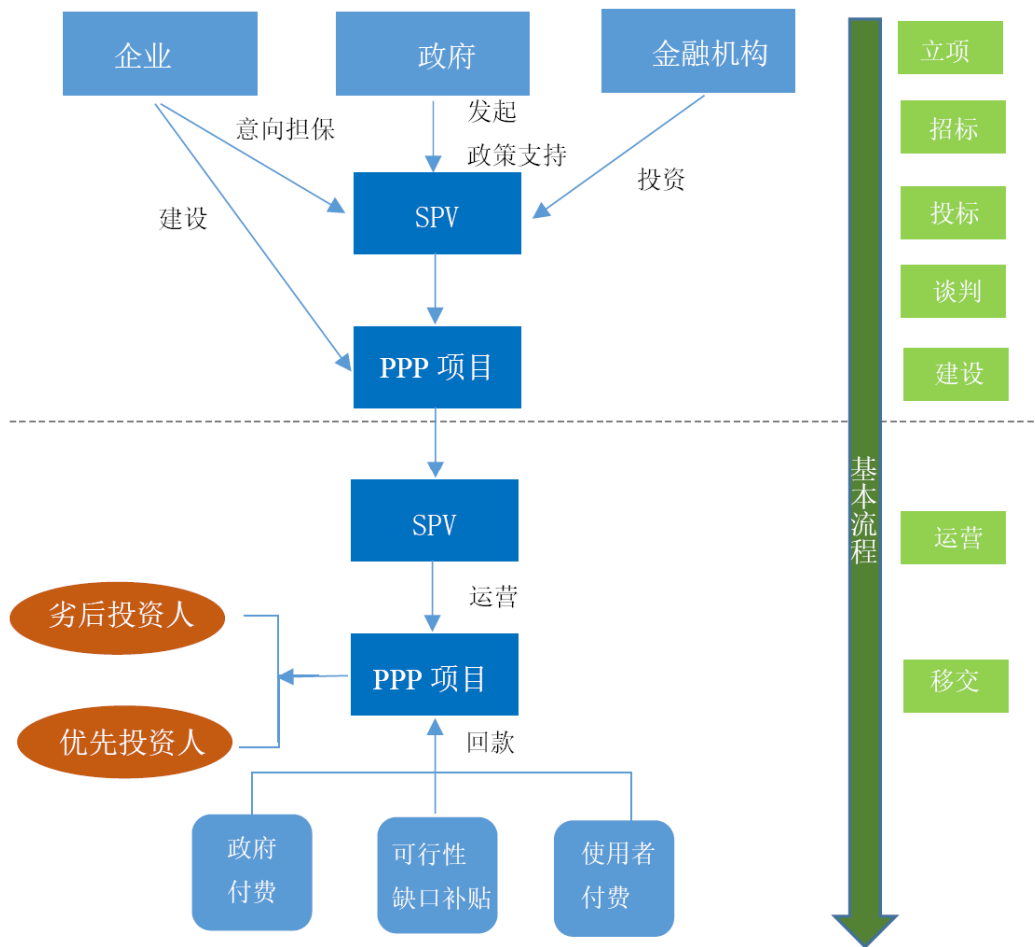 企业
政府
金融机构
立项
发起
招标
意向担保
政策支持
投资
建设
SPV
投标
谈判
PPP 项目
建设
基本流程
SPV
运营
运营
劣后投资人
PPP 项目
移交
优先投资人
回款
政府
付费
可行性
缺口补贴
使用者
付费